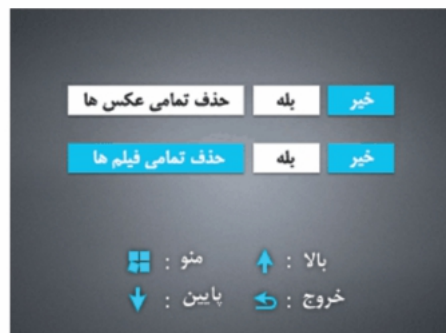 حذف تمامی عکس ها بله خیر
حذف تمامی فیلم ها بله خیر
بالا : منو :
خروج : پایین :